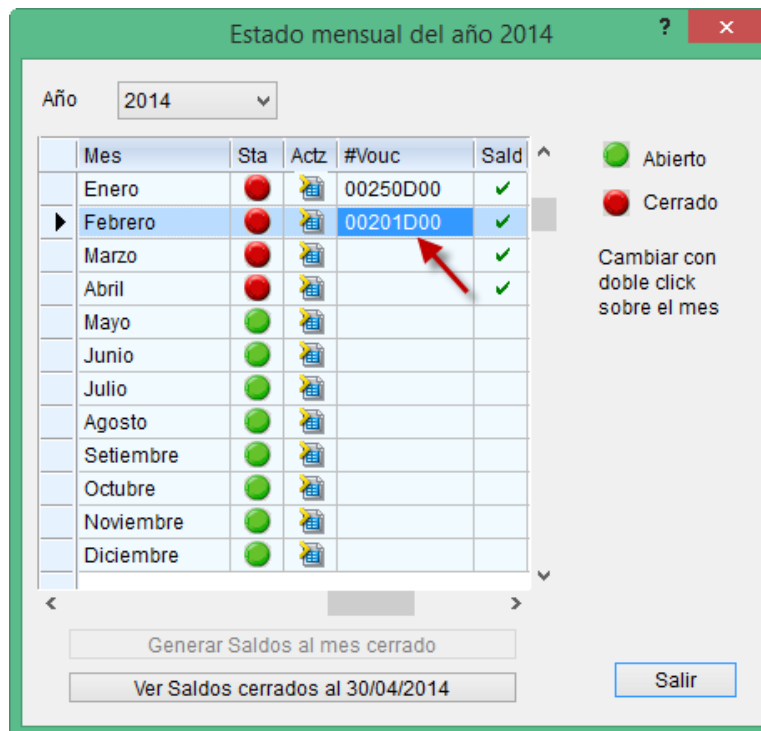 Estado mensual del año 2014
?
Año 2014
Mes Sta Actz #Vouc Sald
Enero 00250D00
Febrero 00201D00
Marzo
Abril
Mayo
Junio
Julio
Agosto
Setiembre
Octubre
Noviembre
Diciembre
Abierto
Cerrado
Cambiar con
doble click
sobre el mes
Generar Saldos al mes cerrado
Ver Saldos cerrados al 30/04/2014
Salir